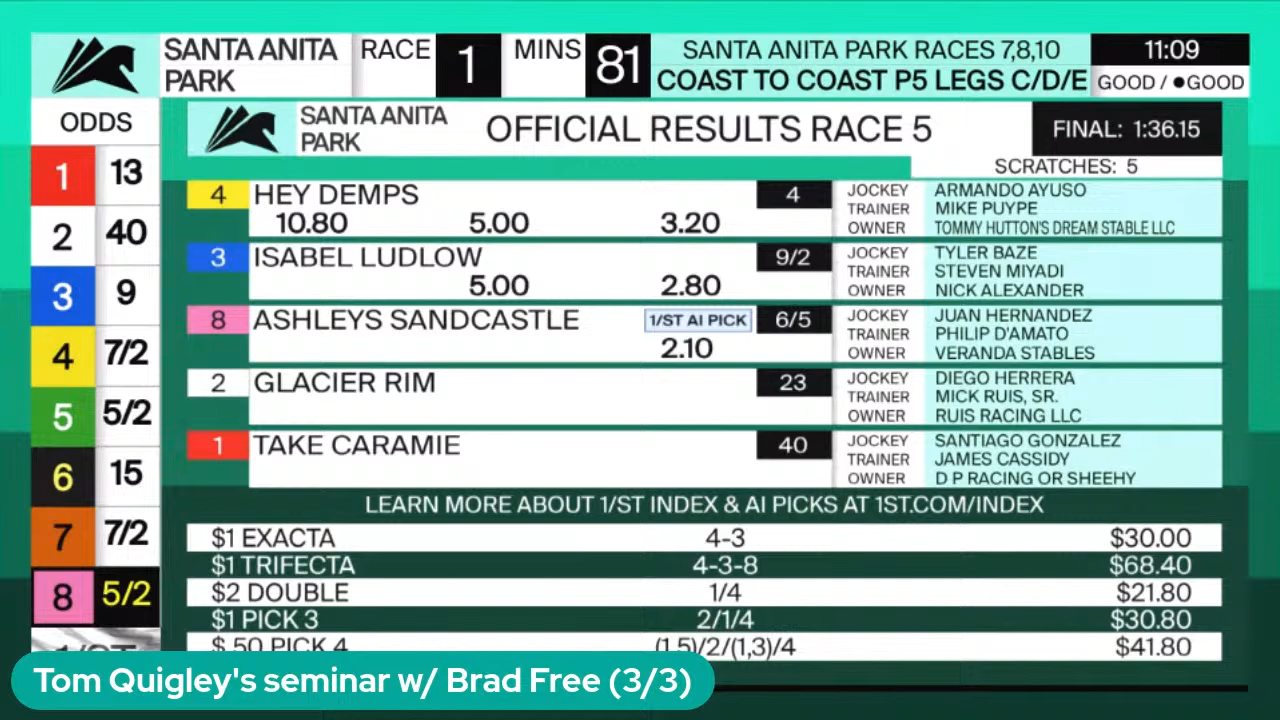 SANTA ANITA PARK RACE 1 MINS 81 SANTA ANITA PARK RACES 7,8,10 11:09
COAST TO COAST P5 LEGS C/D/E GOOD / ●GOOD
ODDS
1 13
2 40
3 9
4 7/2
5 5/2
6 15
7 7/2
8 5/2
SANTA ANITA PARK OFFICIAL RESULTS RACE 5 FINAL: 1:36.15
SCRATCHES: 5
4 HEY DEMPS 4 JOCKEY ARMANDO AYUSO
TRAINER MIKE PUYPE
10.80 5.00 3.20 OWNER TOMMY HUTTON'S DREAM STABLE LLC
3 ISABEL LUDLOW 9/2 JOCKEY TYLER BAZE
TRAINER STEVEN MIYADI
5.00 2.80 OWNER NICK ALEXANDER
8 ASHLEYS SANDCASTLE 1/ST AI PICK 6/5 JOCKEY JUAN HERNANDEZ
TRAINER PHILIP D'AMATO
2.10 OWNER VERANDA STABLES
2 GLACIER RIM 23 JOCKEY DIEGO HERRERA
TRAINER MICK RUIS, SR.
OWNER RUIS RACING LLC
1 TAKE CARAMIE 40 JOCKEY SANTIAGO GONZALEZ
TRAINER JAMES CASSIDY
OWNER D P RACING OR SHEEHY
LEARN MORE ABOUT 1/ST INDEX & AI PICKS AT 1ST.COM/INDEX
$1 EXACTA 4-3 $30.00
$1 TRIFECTA 4-3-8 $68.40
$2 DOUBLE 1/4 $21.80
$1 PICK 3 2/1/4 $30.80
$.50 PICK 4 (1,5)/2/(1,3)/4 $41.80
Tom Quigley's seminar w/ Brad Free (3/3)